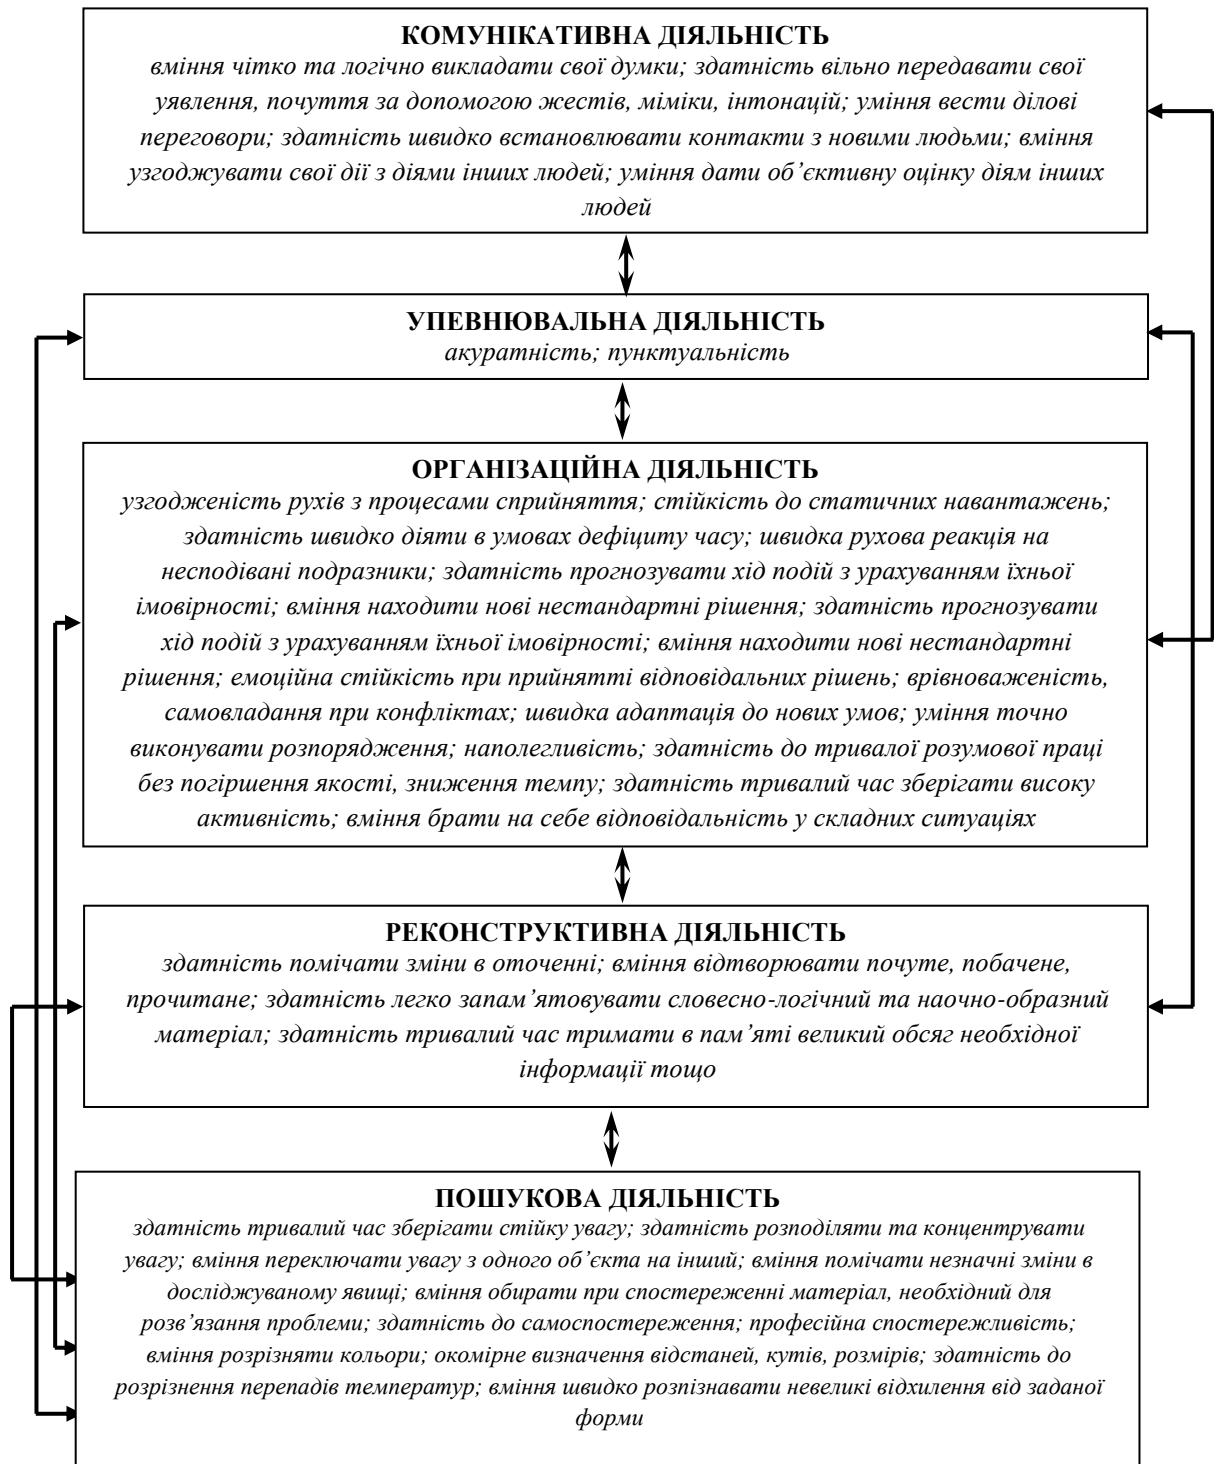 КОМУНІКАТИВНА ДІЯЛЬНІСТЬ
вміння чітко та логічно викладати свої думки; здатність вільно передавати свої
уявлення, почуття за допомогою жестів, міміки, інтонацій; уміння вести ділові
переговори; здатність швидко встановлювати контакти з новими людьми; вміння
узгоджувати свої дії з діями інших людей; уміння дати об’єктивну оцінку діям інших
людей
УПЕВНЮВАЛЬНА ДІЯЛЬНІСТЬ
акуратність; пунктуальність
ОРГАНІЗАЦІЙНА ДІЯЛЬНІСТЬ
узгодженість рухів з процесами сприйняття; стійкість до статичних навантажень;
здатність швидко діяти в умовах дефіциту часу; швидка рухова реакція на
несподівані подразники; здатність прогнозувати хід подій з урахуванням їхньої
імовірності; вміння находити нові нестандартні рішення; здатність прогнозувати
хід подій з урахуванням їхньої імовірності; вміння находити нові нестандартні
рішення; емоційна стійкість при прийнятті відповідальних рішень; врівноваженість,
самовладання при конфліктах; швидка адаптація до нових умов; уміння точно
виконувати розпорядження; наполегливість; здатність до тривалої розумової праці
без погіршення якості, зниження темпу; здатність тривалий час зберігати високу
активність; вміння брати на себе відповідальність у складних ситуаціях
РЕКОНСТРУКТИВНА ДІЯЛЬНІСТЬ
здатність помічати зміни в оточенні; вміння відтворювати почуте, побачене,
прочитане; здатність легко запам’ятовувати словесно-логічний та наочно-образний
матеріал; здатність тривалий час тримати в пам’яті великий обсяг необхідної
інформації тощо
ПОШУКОВА ДІЯЛЬНІСТЬ
здатність тривалий час зберігати стійку увагу; здатність розподіляти та концентрувати
увагу; вміння переключати увагу з одного об’єкта на інший; вміння помічати незначні зміни в
досліджуваному явищі; вміння обирати при спостереженні матеріал, необхідний для
розв’язання проблеми; здатність до самоспостереження; професійна спостережливість;
вміння розрізняти кольори; окомірне визначення відстаней, кутів, розмірів; здатність до
розрізнення перепадів температур; вміння швидко розпізнавати невеликі відхилення від заданої
форми